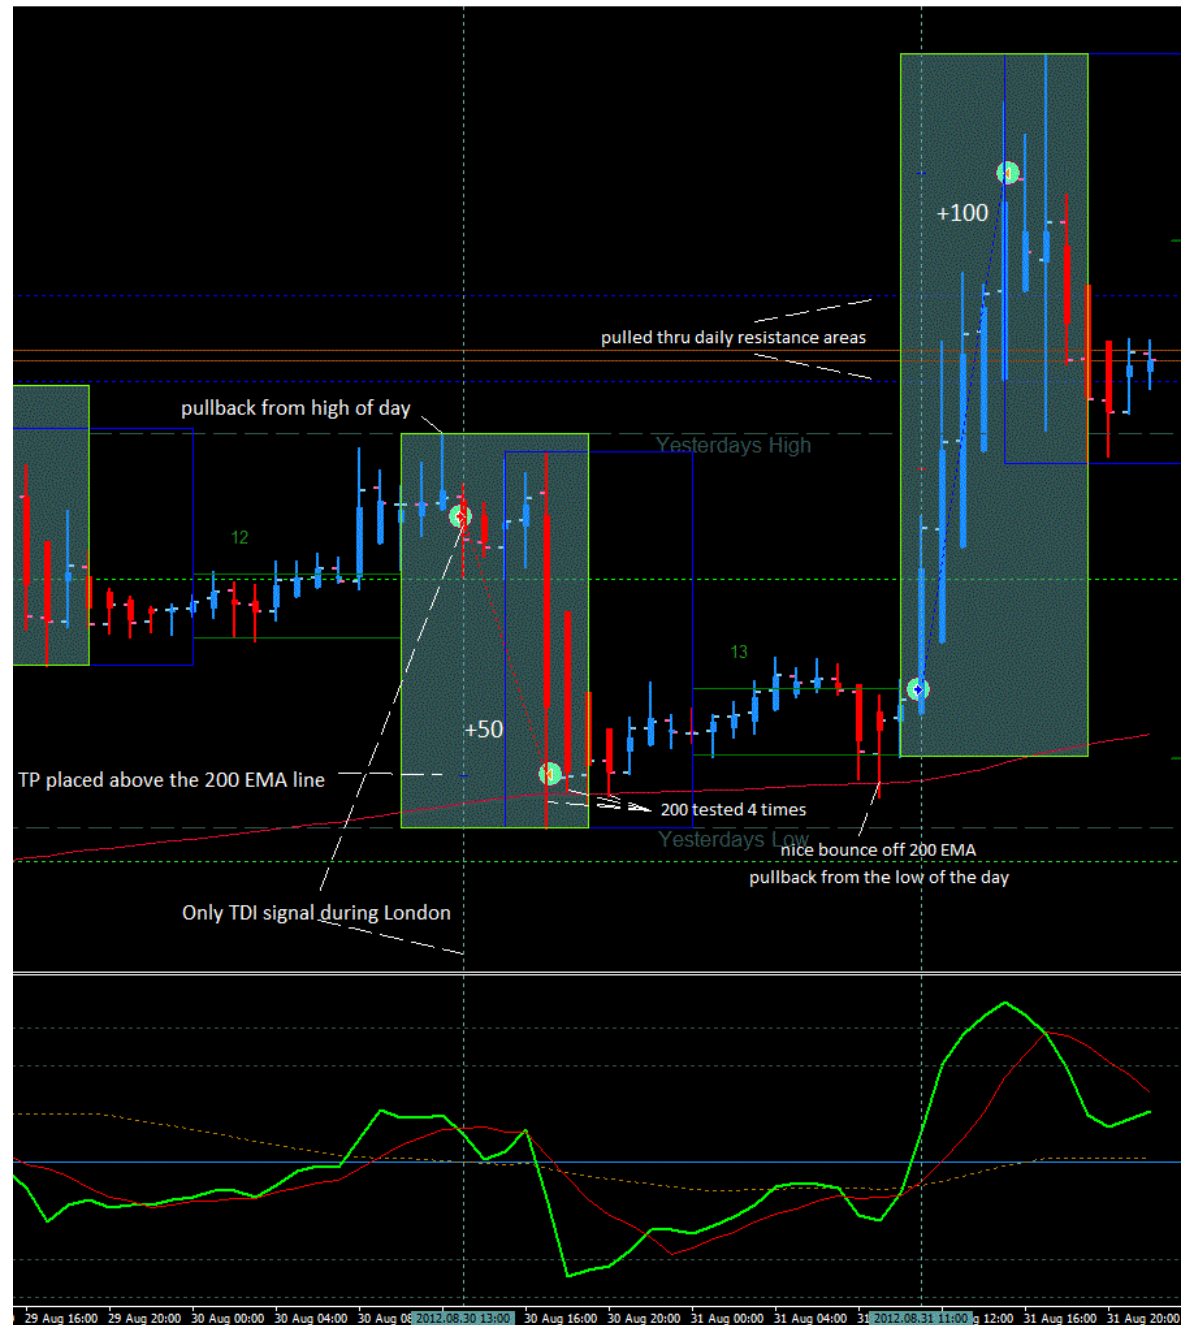 +100
pulled thru daily resistance areas
pullback from high of day
Yesterdays High
12
13
+50
TP placed above the 200 EMA line
200 tested 4 times
Yesterdays Low
nice bounce off 200 EMA
pullback from the low of the day
Only TDI signal during London
29 Aug 16:00 29 Aug 20:00 30 Aug 00:00 30 Aug 04:00 30 Aug 2012.08.30 13:00 30 Aug 16:00 30 Aug 20:00 31 Aug 00:00 31 Aug 04:00 31 2012.08.31 11:00 12:00 31 Aug 16:00 31 Aug 20:00